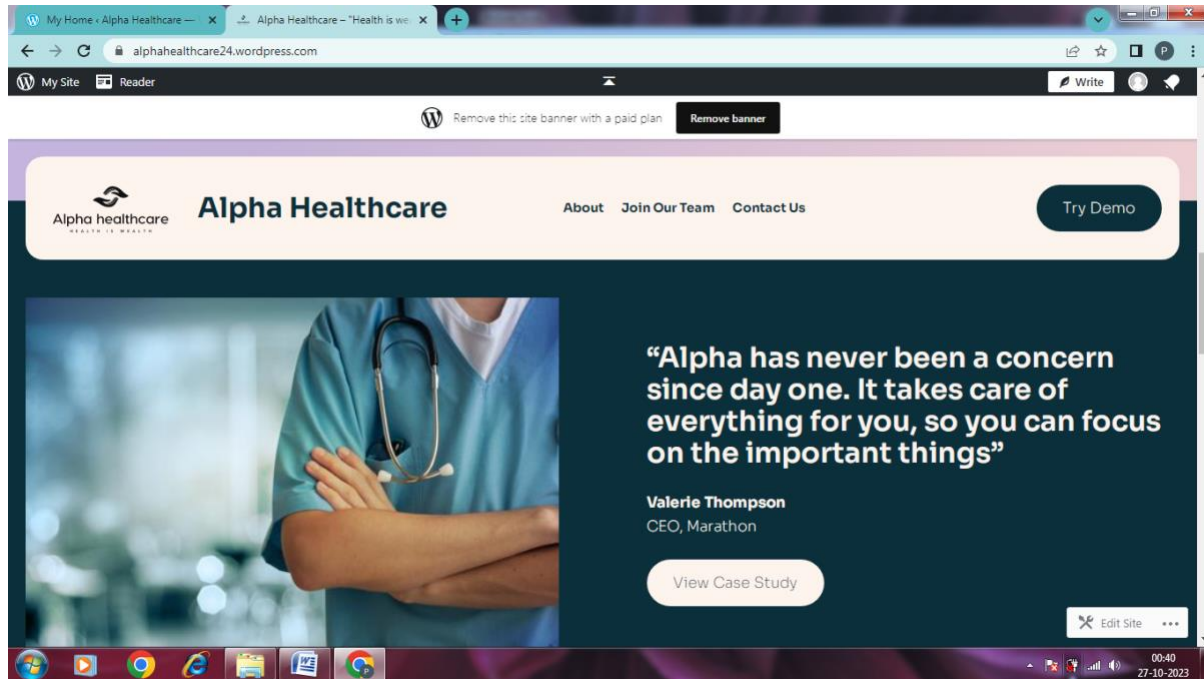 My Home ‹ Alpha Healthcare —
Alpha Healthcare – "Health is we
alphahealthcare24.wordpress.com
P
My Site Reader Write
Remove this site banner with a paid plan Remove banner
Alpha healthcare
HEALTH IS WEALTH
Alpha Healthcare
About Join Our Team Contact Us
Try Demo
“Alpha has never been a concern
since day one. It takes care of
everything for you, so you can focus
on the important things”
Valerie Thompson
CEO, Marathon
View Case Study
Edit Site
00:40
27-10-2023